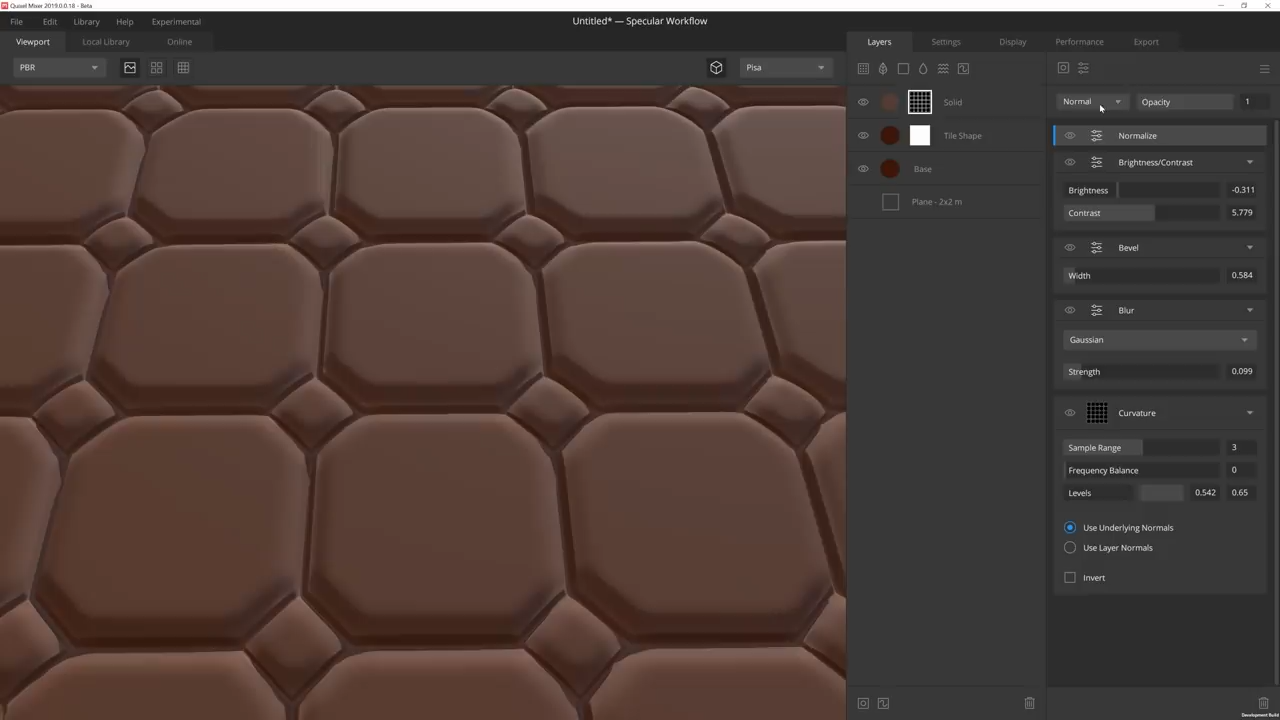 Quixel Mixer 2019.0.0.18 - Beta
File Edit Library Help Experimental
Untitled* — Specular Workflow
Viewport Local Library Online
Layers Settings Display Performance Export
PBR
Pisa
Normal Opacity 1
Solid
Tile Shape
Base
Plane - 2x2 m
Normalize
Brightness/Contrast
Brightness -0.311
Contrast 5.779
Bevel
Width 0.584
Blur
Gaussian
Strength 0.099
Curvature
Sample Range 3
Frequency Balance 0
Levels 0.542 0.65
Use Underlying Normals
Use Layer Normals
Invert
Development Build